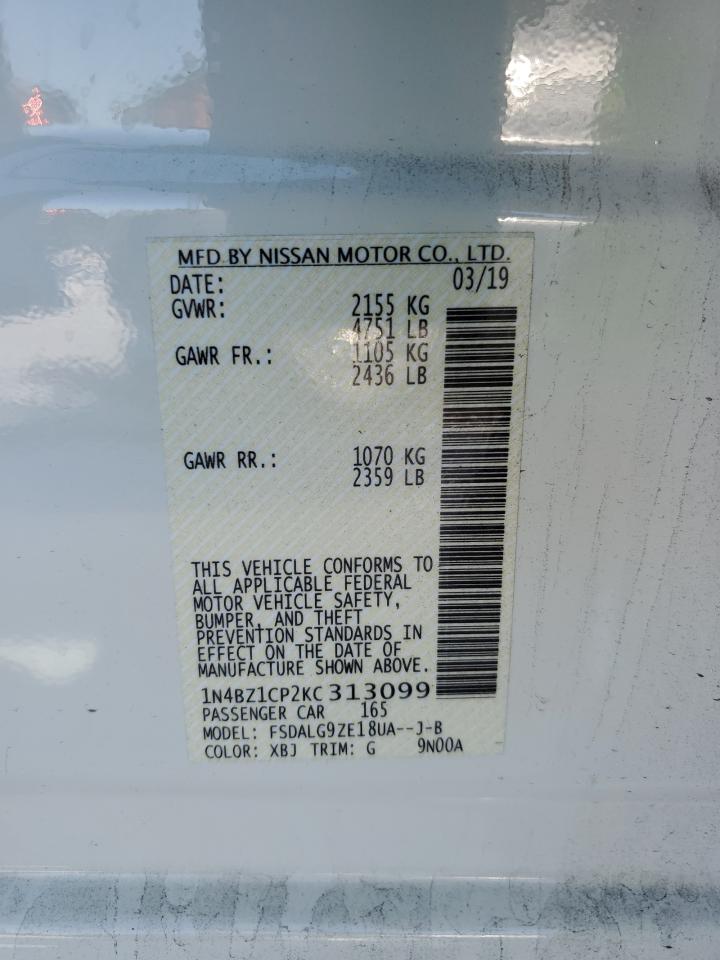 MFD BY NISSAN MOTOR CO., LTD.
DATE: 03/19
GVWR: 2155 KG
4751 LB
GAWR FR.: 1105 KG
2436 LB
GAWR RR.: 1070 KG
2359 LB
THIS VEHICLE CONFORMS TO
ALL APPLICABLE FEDERAL
MOTOR VEHICLE SAFETY,
BUMPER, AND THEFT
PREVENTION STANDARDS IN
EFFECT ON THE DATE OF
MANUFACTURE SHOWN ABOVE.
1N4BZ1CP2KC313099
PASSENGER CAR 165
MODEL: FSDALG9ZE18UA--J-B
COLOR: XBJ TRIM: G 9N00A